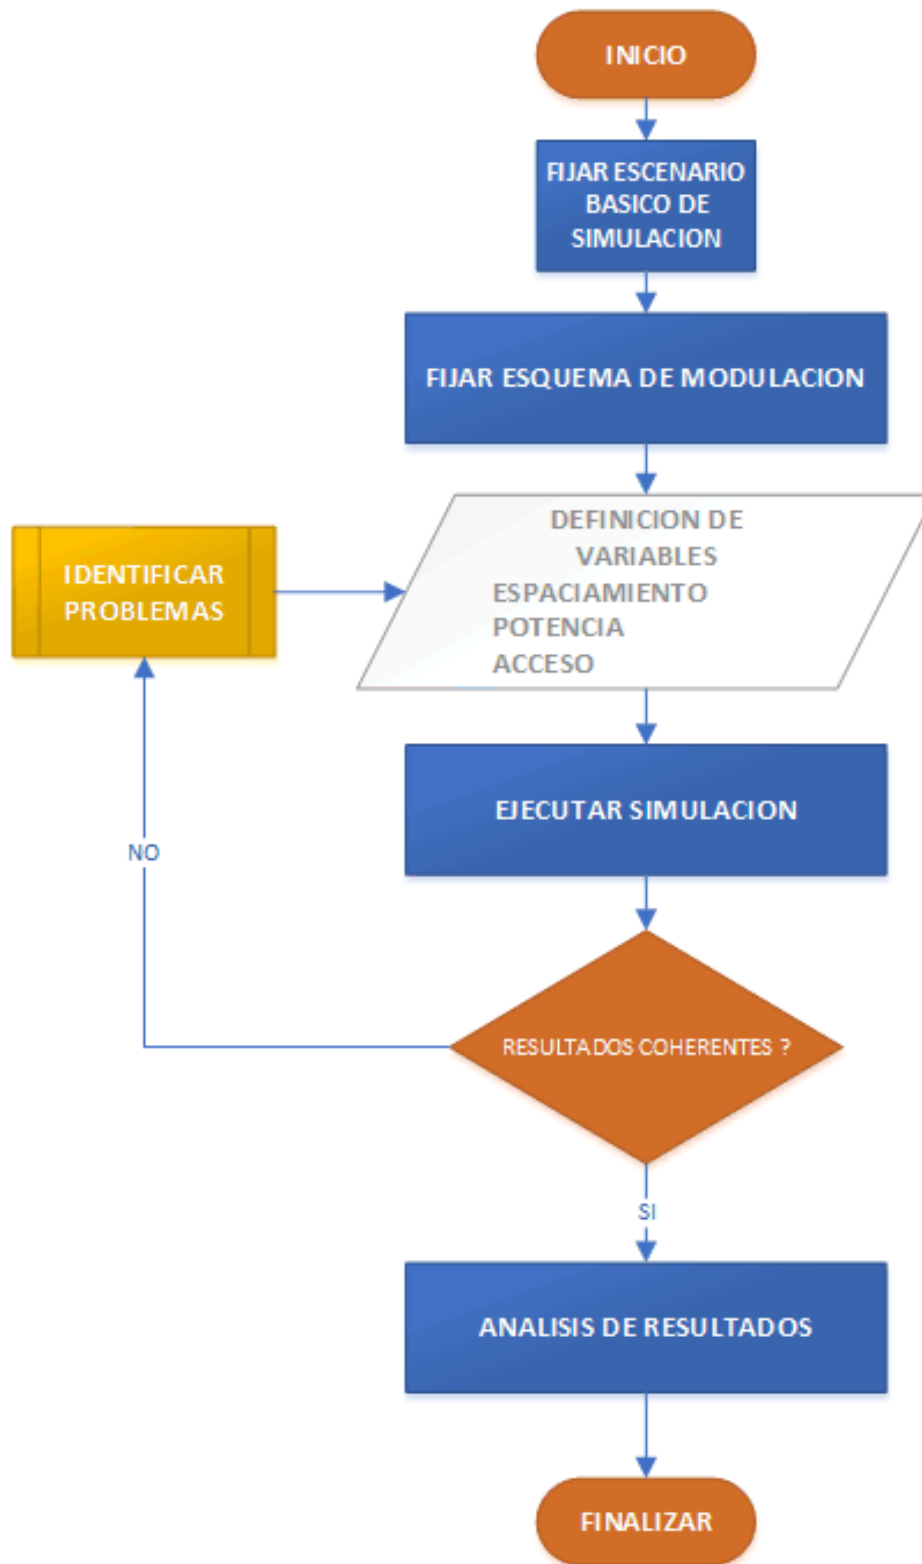 INICIO
FIJAR ESCENARIO
BASICO DE
SIMULACION
FIJAR ESQUEMA DE MODULACION
DEFINICION DE
VARIABLES
ESPACIAMIENTO
POTENCIA
ACCESO
IDENTIFICAR
PROBLEMAS
EJECUTAR SIMULACION
NO
RESULTADOS COHERENTES ?
SI
ANALISIS DE RESULTADOS
FINALIZAR